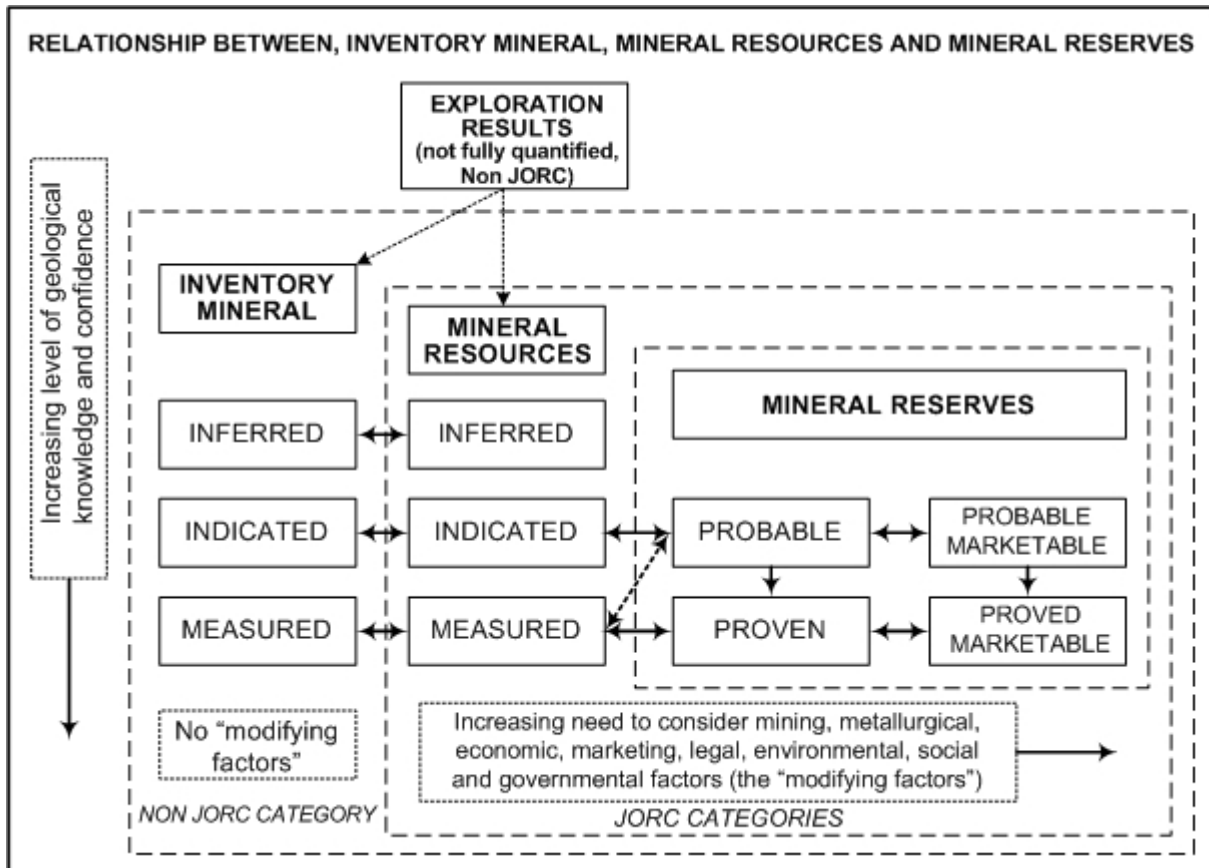 RELATIONSHIP BETWEEN, INVENTORY MINERAL, MINERAL RESOURCES AND MINERAL RESERVES
EXPLORATION
RESULTS
(not fully quantified,
Non JORC)
Increasing level of geological
knowledge and confidence
INVENTORY
MINERAL
MINERAL
RESOURCES
MINERAL RESERVES
INFERRED
INFERRED
INDICATED
INDICATED
PROBABLE
PROBABLE
MARKETABLE
MEASURED
MEASURED
PROVEN
PROVED
MARKETABLE
No “modifying
factors”
Increasing need to consider mining, metallurgical,
economic, marketing, legal, environmental, social
and governmental factors (the “modifying factors”)
NON JORC CATEGORY
JORC CATEGORIES